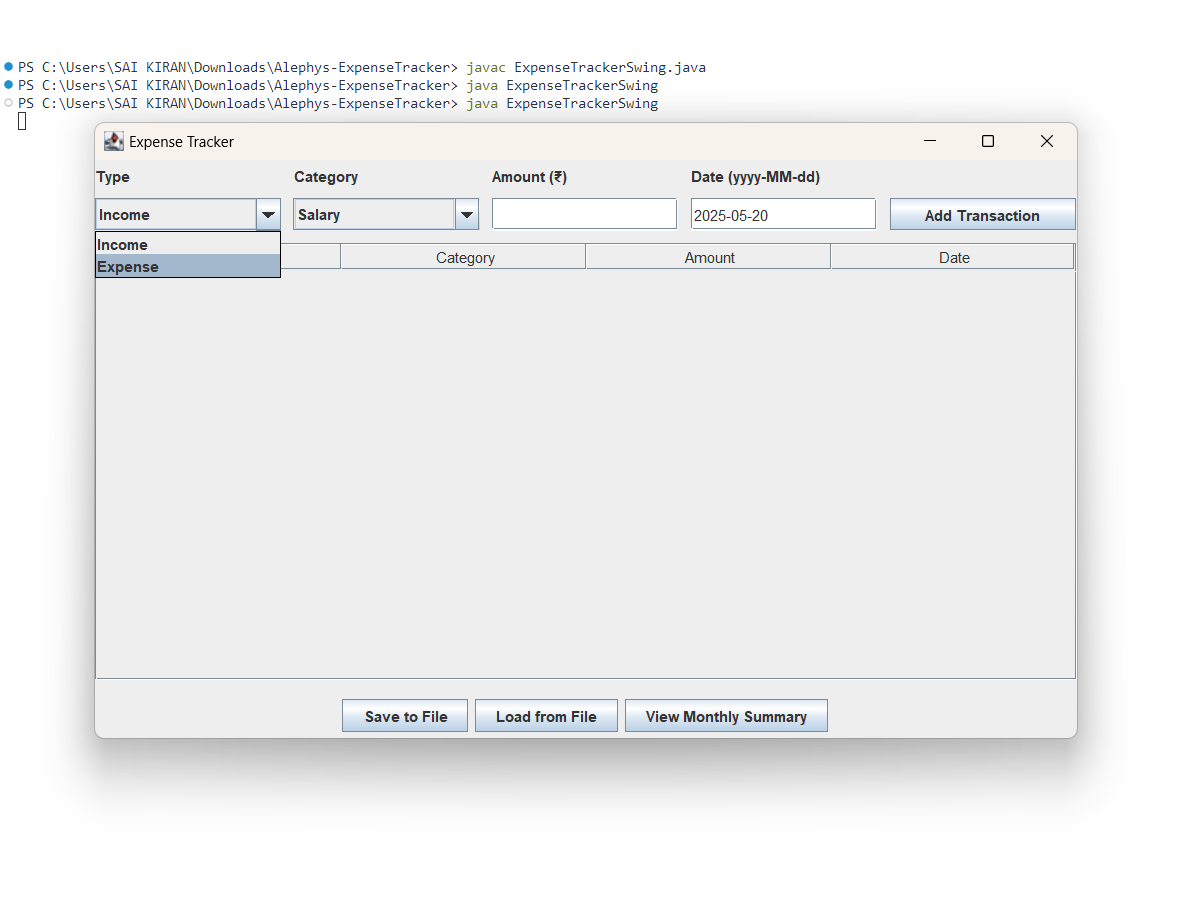 PS C:\Users\SAI KIRAN\Downloads\Alephys-ExpenseTracker> javac ExpenseTrackerSwing.java
PS C:\Users\SAI KIRAN\Downloads\Alephys-ExpenseTracker> java ExpenseTrackerSwing
PS C:\Users\SAI KIRAN\Downloads\Alephys-ExpenseTracker> java ExpenseTrackerSwing
Expense Tracker
Type Category Amount (₹) Date (yyyy-MM-dd)
Income Salary 2025-05-20 Add Transaction
Income
Expense
Category Amount Date
Save to File Load from File View Monthly Summary